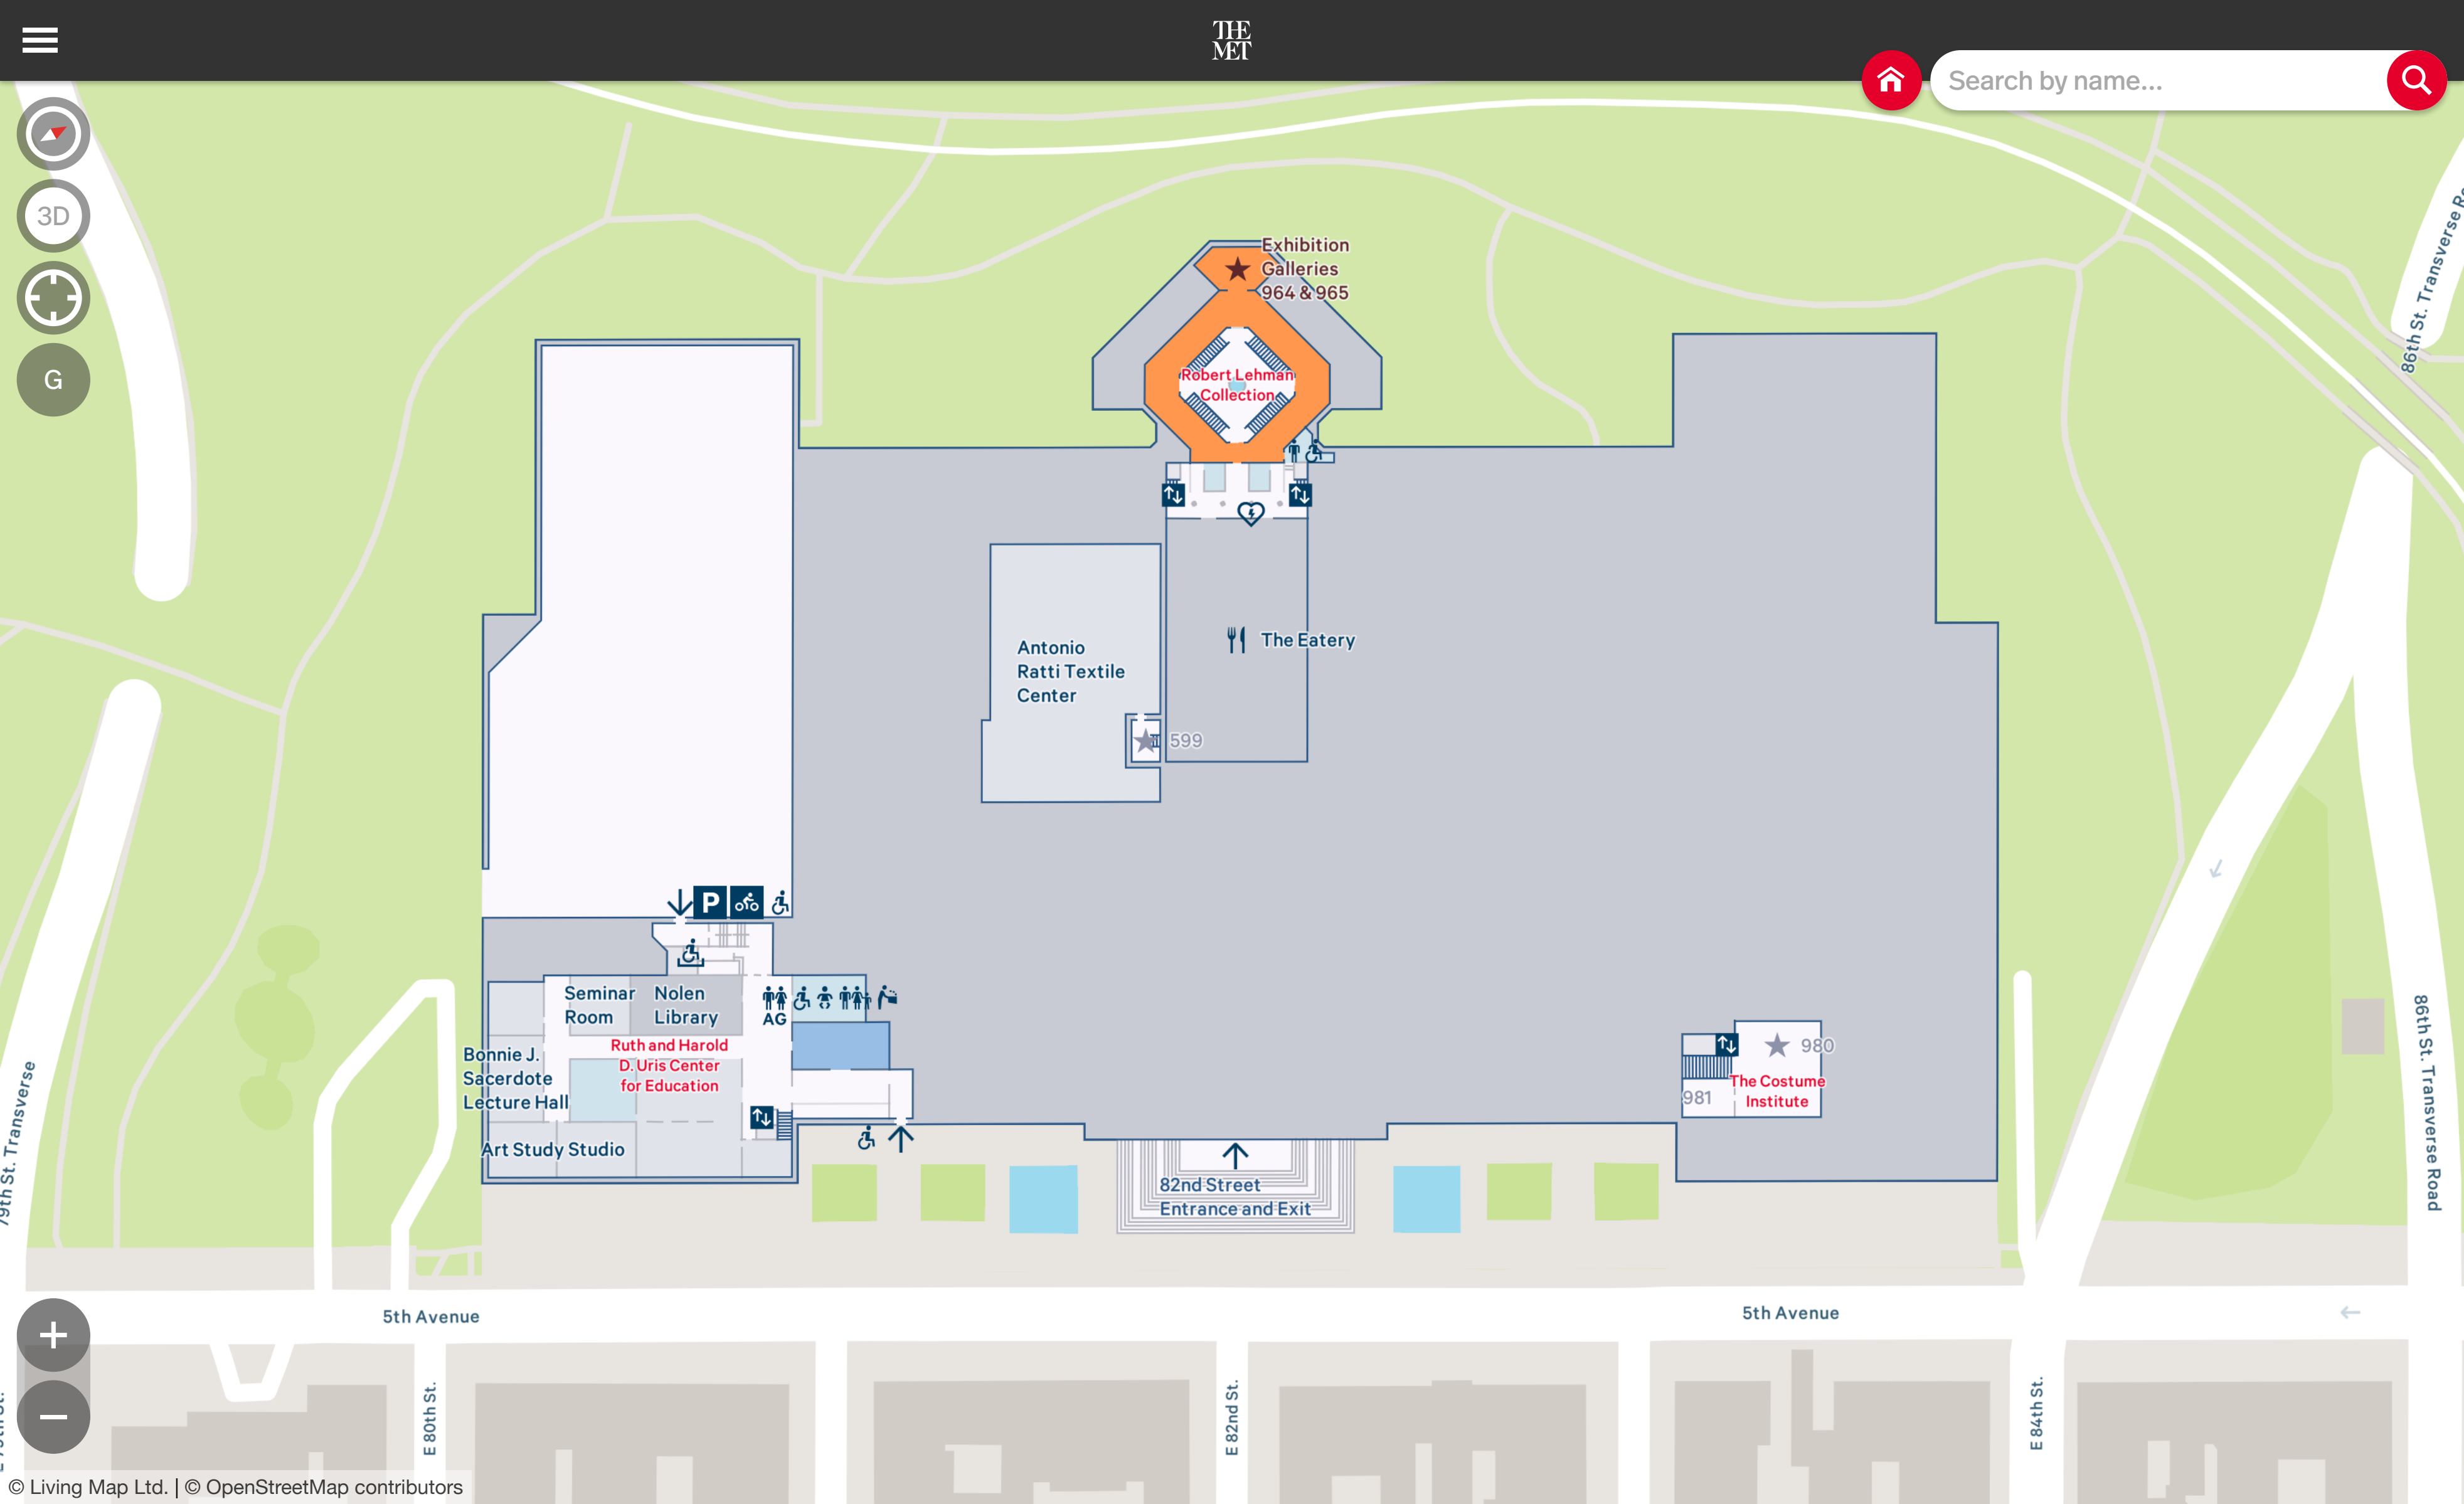 THE
MET
Search by name...
3D
G
86th St. Transverse
Exhibition
Galleries
964 & 965
Robert Lehman
Collection
The Eatery
Antonio
Ratti Textile
Center
599
P
Seminar
Room
Nolen
Library
AG
Ruth and Harold
D. Uris Center
for Education
Bonnie J.
Sacerdote
Lecture Hall
Art Study Studio
980
The Costume
Institute
981
82nd Street
Entrance and Exit
79th St. Transverse
86th St. Transverse Road
5th Avenue
5th Avenue
E 80th St.
E 82nd St.
E 84th St.
© Living Map Ltd. | © OpenStreetMap contributors